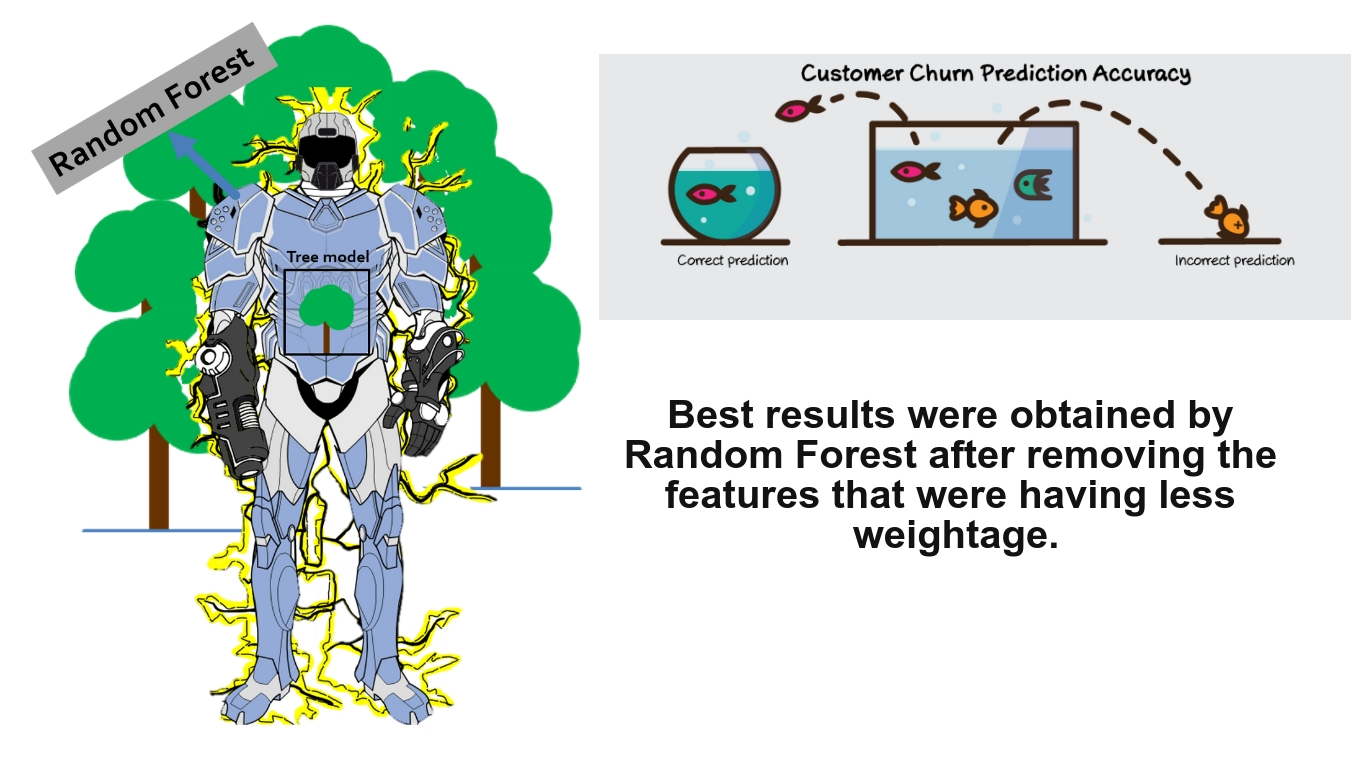 Random Forest
Tree model
Customer Churn Prediction Accuracy
Correct prediction
Incorrect prediction
Best results were obtained by
Random Forest after removing the
features that were having less
weightage.